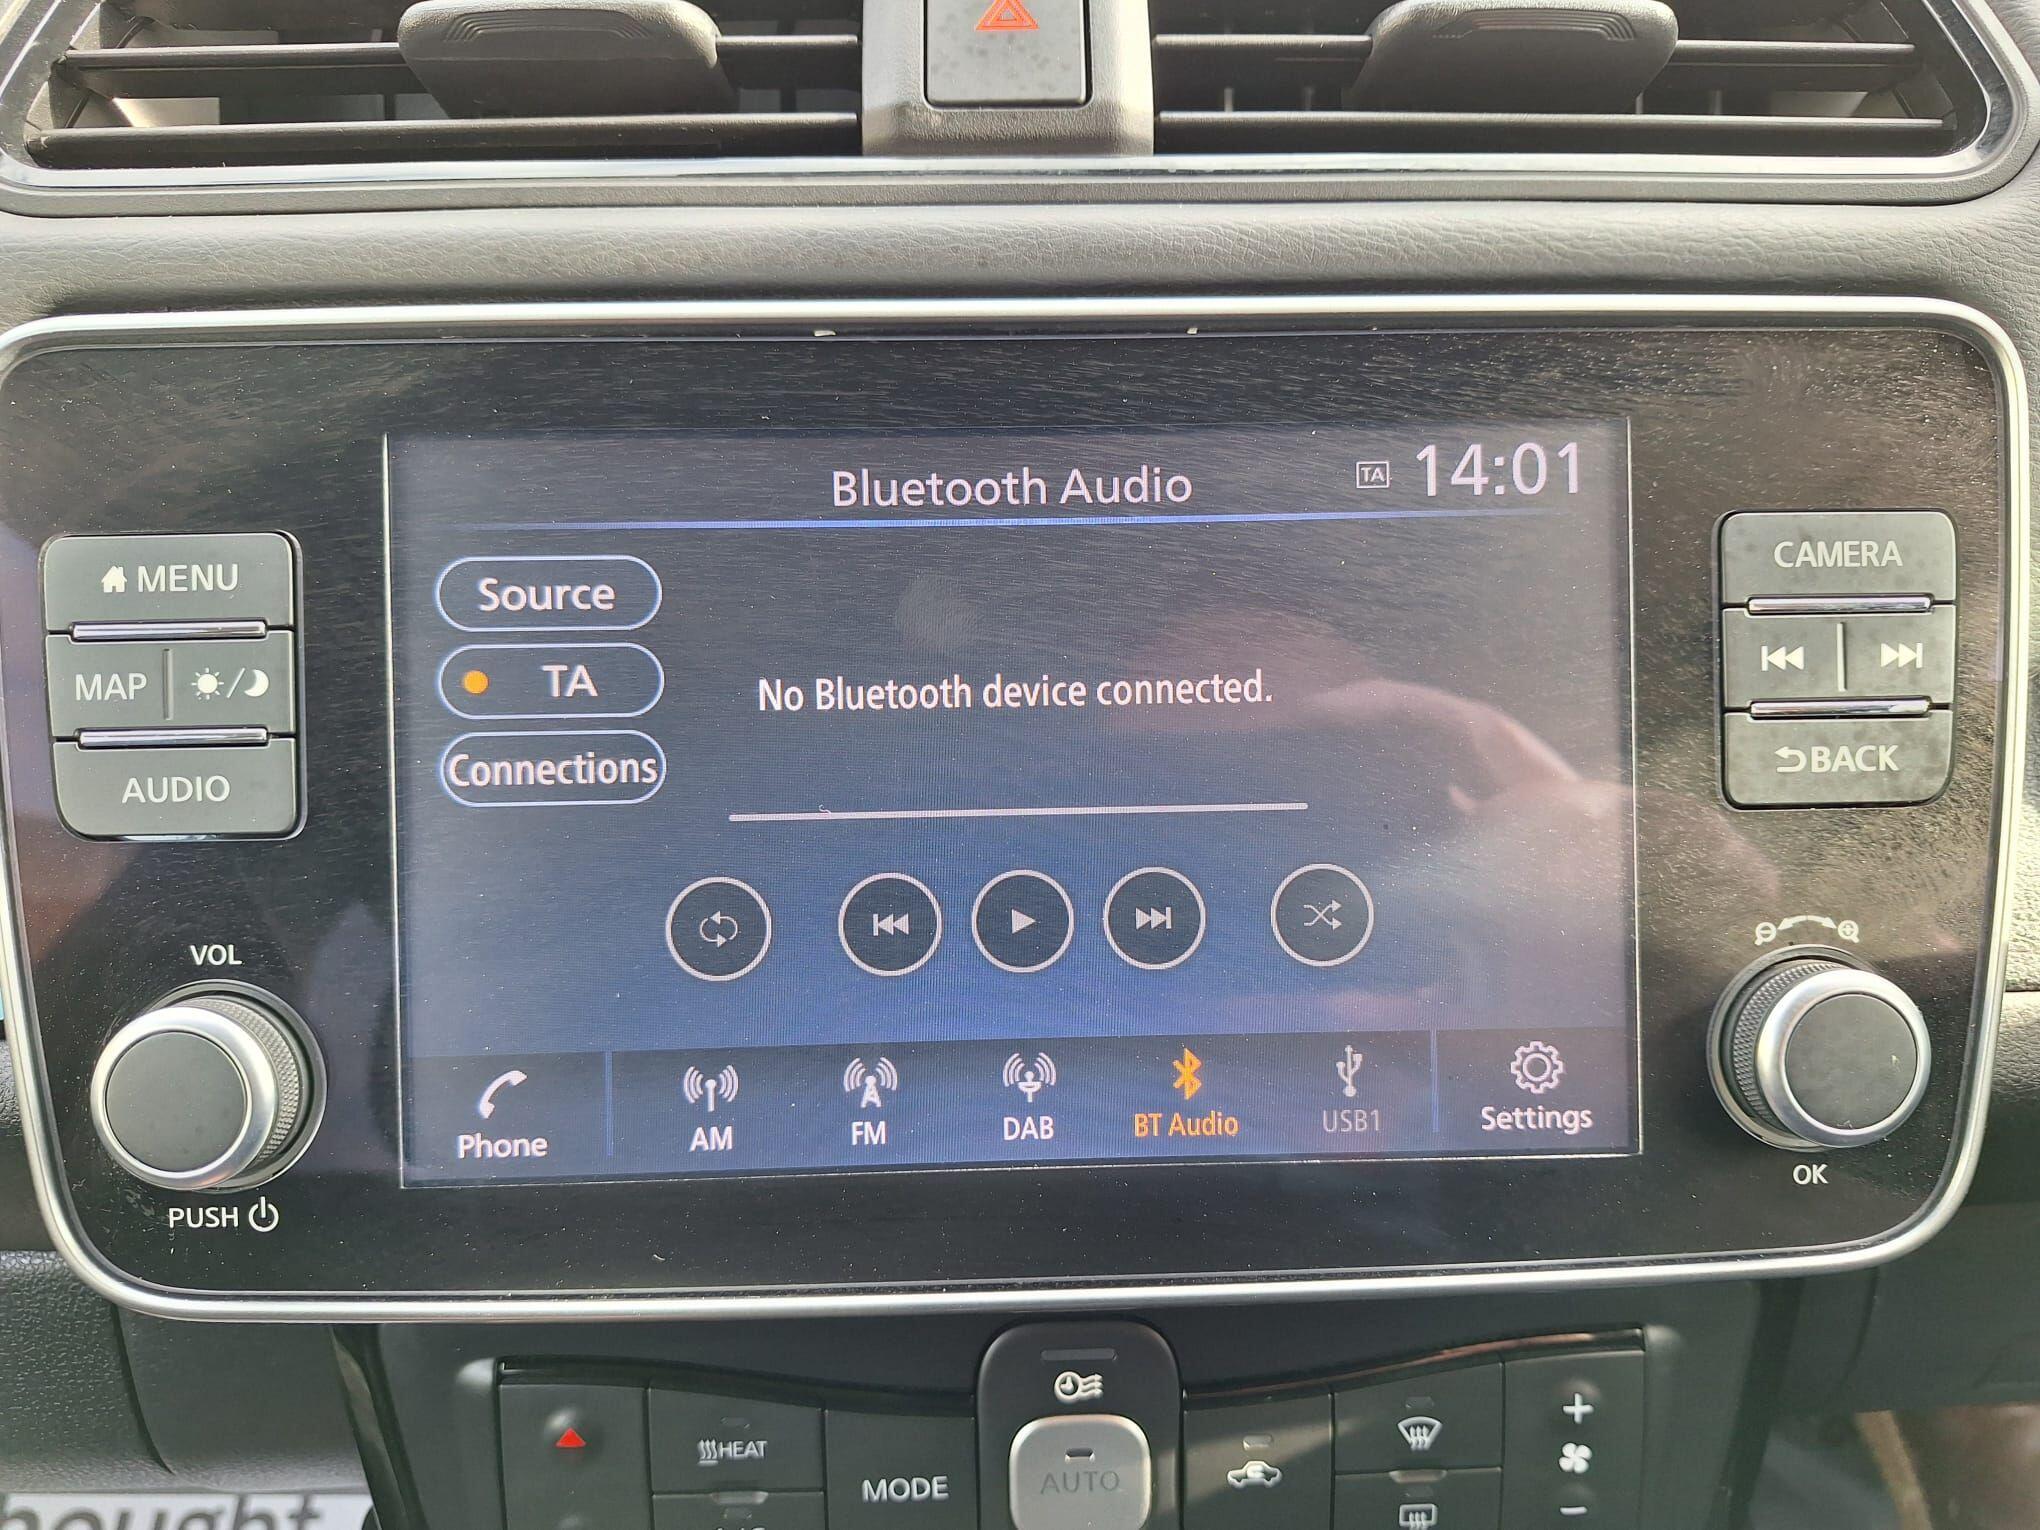 Bluetooth Audio
TA 14:01
MENU
MAP
AUDIO
Source
TA
Connections
No Bluetooth device connected.
CAMERA
BACK
VOL
PUSH
OK
Phone
AM
FM
DAB
BT Audio
USB1
Settings
HEAT
MODE
AUTO